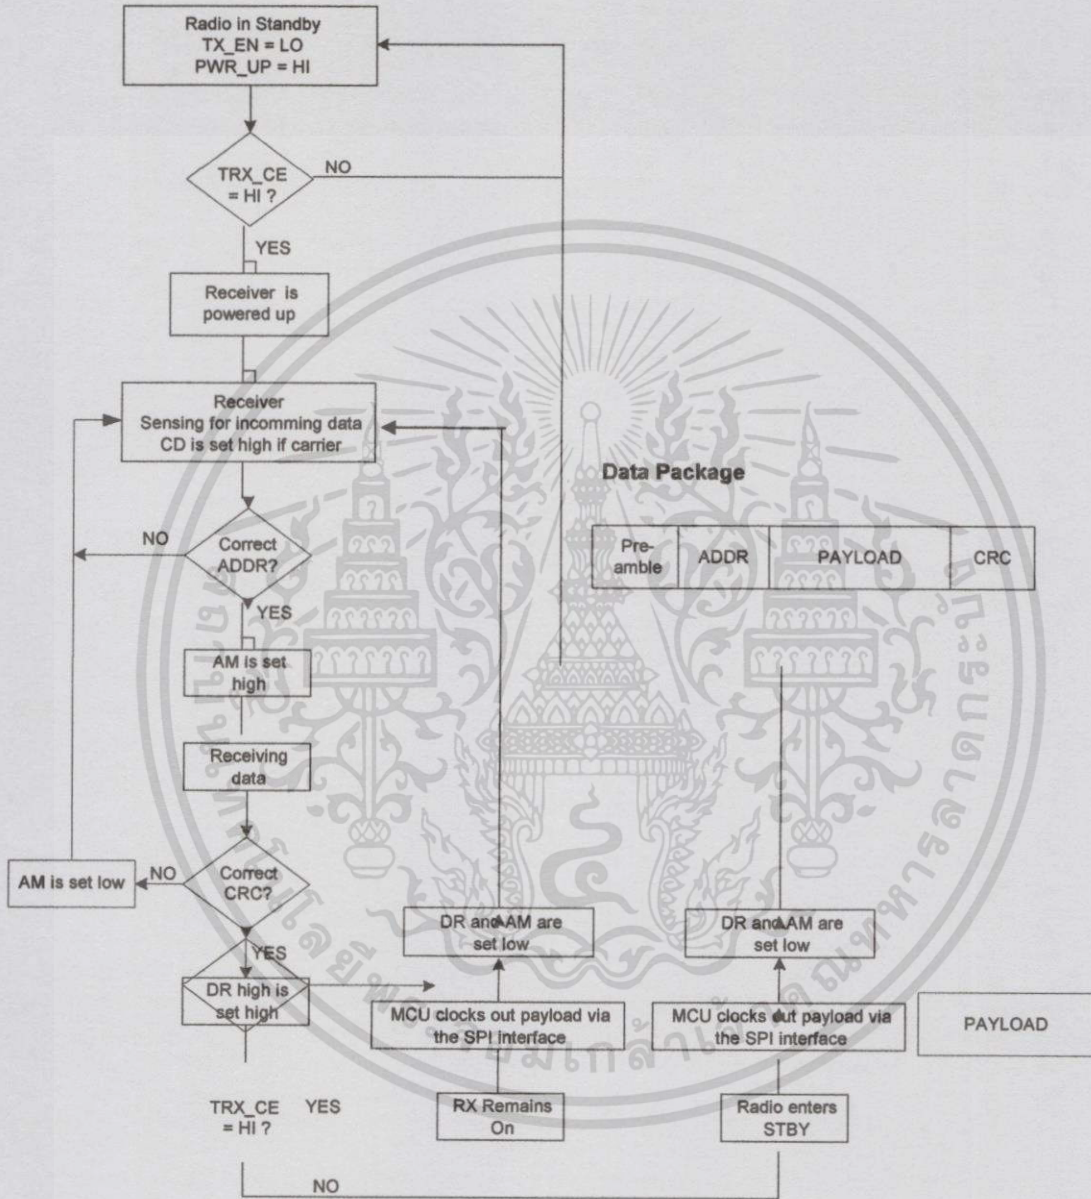 Radio in Standby
TX_EN = LO
PWR_UP = HI
TRX_CE
= HI ?
NO
YES
Receiver is
powered up
Receiver
Sensing for incomming data
CD is set high if carrier
Data Package
Pre-
amble
ADDR
PAYLOAD
CRC
NO
Correct
ADDR?
YES
AM is set
high
Receiving
data
AM is set low
NO
Correct
CRC?
YES
DR high is
set high
DR and AM are
set low
DR and AM are
set low
MCU clocks out payload via
the SPI interface
MCU clocks out payload via
the SPI interface
PAYLOAD
TRX_CE
= HI ?
YES
RX Remains
On
Radio enters
STBY
NO